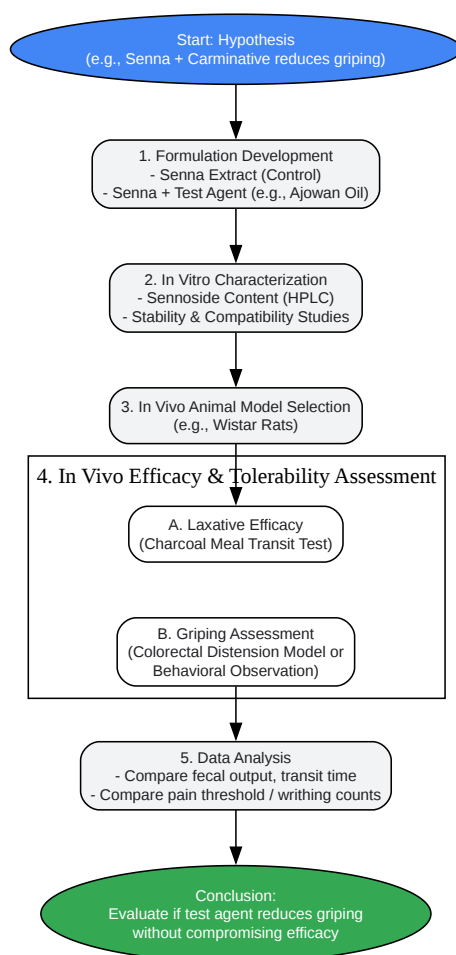 Start: Hypothesis
(e.g., Senna + Carminative reduces griping)
1. Formulation Development
- Senna Extract (Control)
- Senna + Test Agent (e.g., Ajowan Oil)
2. In Vitro Characterization
- Sennoside Content (HPLC)
- Stability & Compatibility Studies
3. In Vivo Animal Model Selection
(e.g., Wistar Rats)
4. In Vivo Efficacy & Tolerability Assessment
A. Laxative Efficacy
(Charcoal Meal Transit Test)
B. Griping Assessment
(Colorectal Distension Model or
Behavioral Observation)
5. Data Analysis
- Compare fecal output, transit time
- Compare pain threshold / writhing counts
Conclusion:
Evaluate if test agent reduces griping
without compromising efficacy